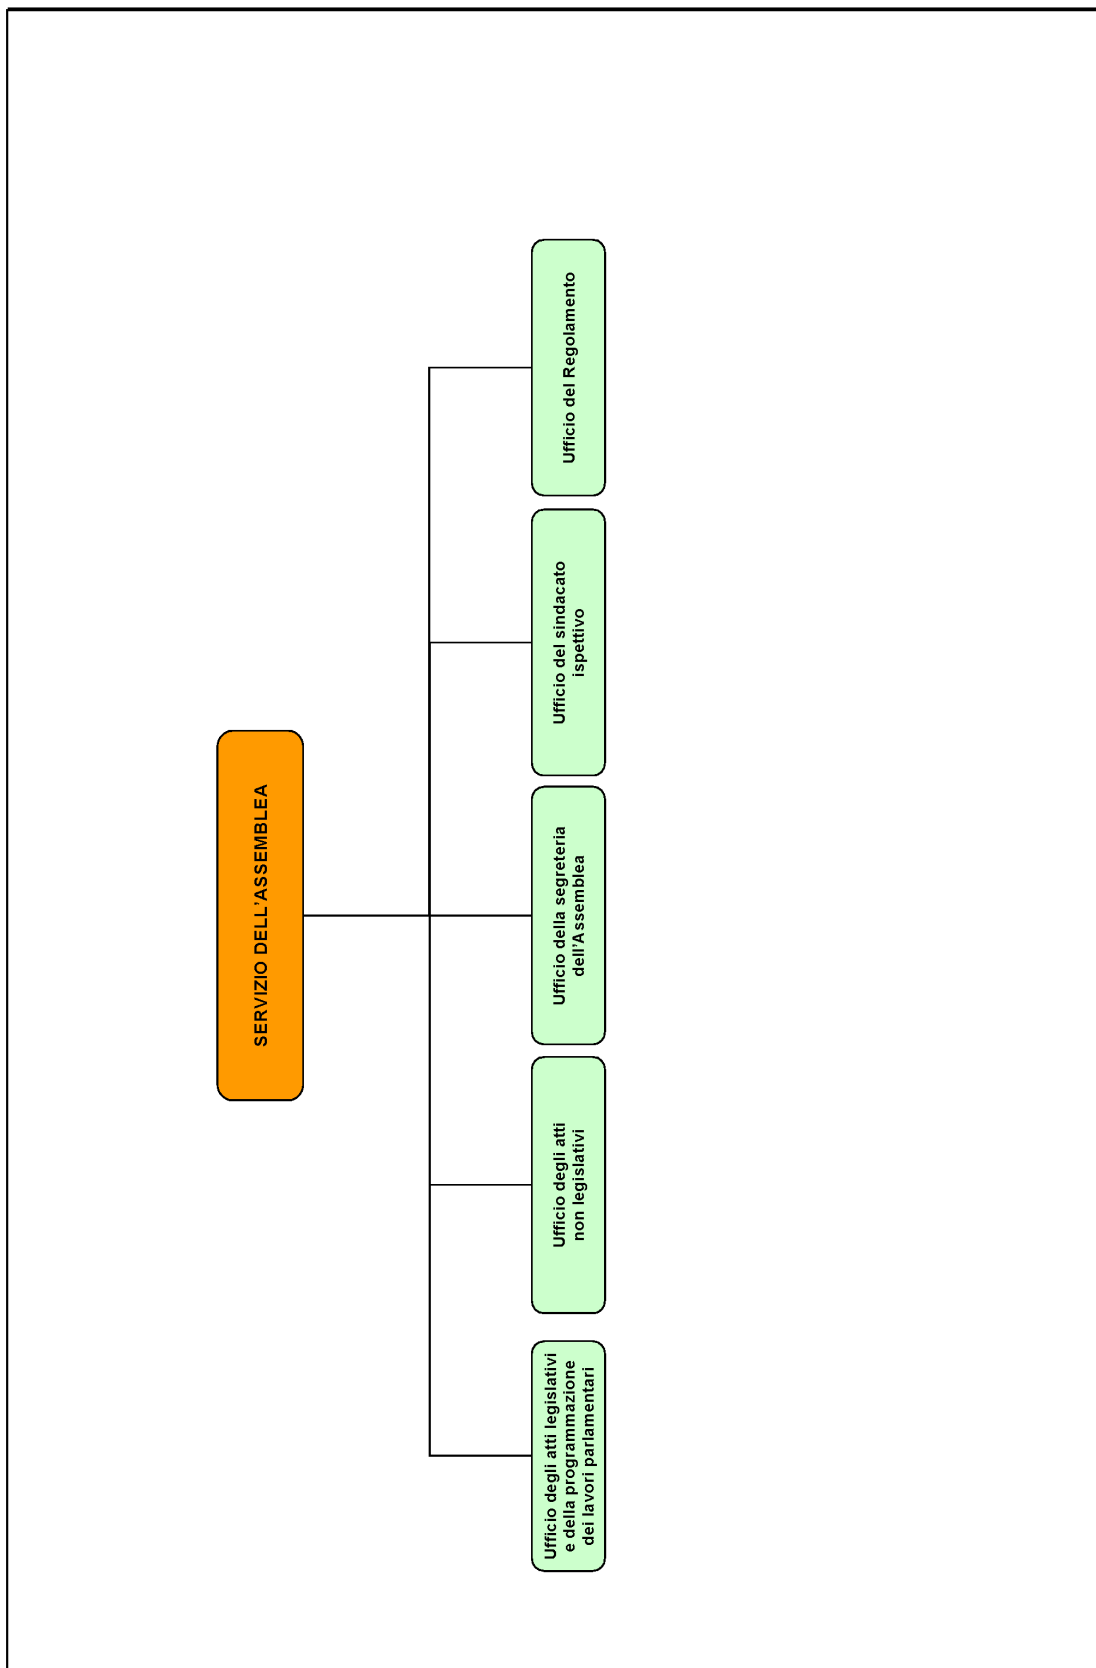 SERVIZIO DELL'ASSEMBLEA
Ufficio degli atti legislativi
e della programmazione
dei lavori parlamentari
Ufficio degli atti
non legislativi
Ufficio della segreteria
dell'Assemblea
Ufficio del sindacato
ispettivo
Ufficio del Regolamento